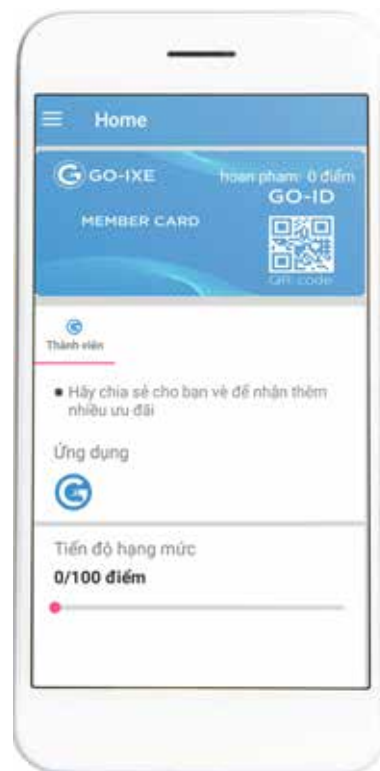 Home
GO-IXE
hoan pham: 0 điểm
GO-ID
MEMBER CARD
QR code
Thành viên
Hãy chia sẻ cho bạn vè để nhận thêm
nhiều ưu đãi
Ứng dụng
Tiến độ hạng mức
0/100 điểm